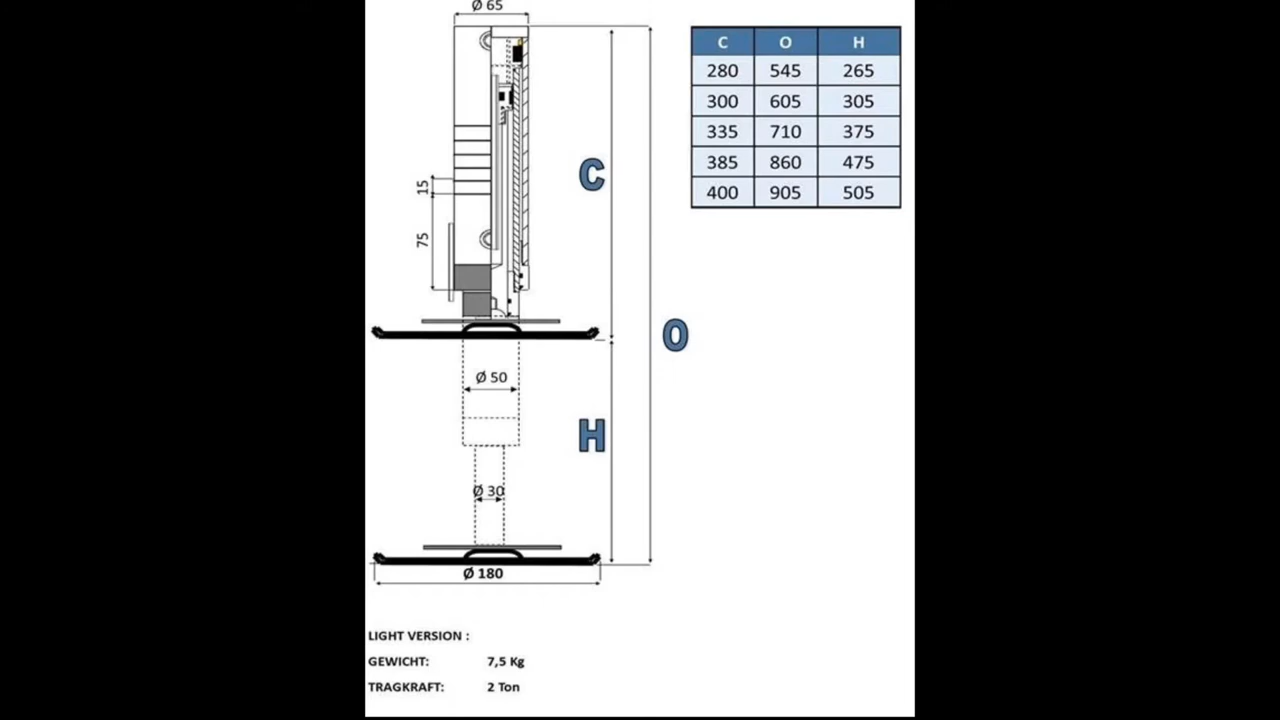 Ø 65
C O H
280 545 265
300 605 305
335 710 375
385 860 475
400 905 505
C
15
75
O
Ø 50
H
Ø 30
Ø 180
LIGHT VERSION :
GEWICHT: 7,5 Kg
TRAGKRAFT: 2 Ton